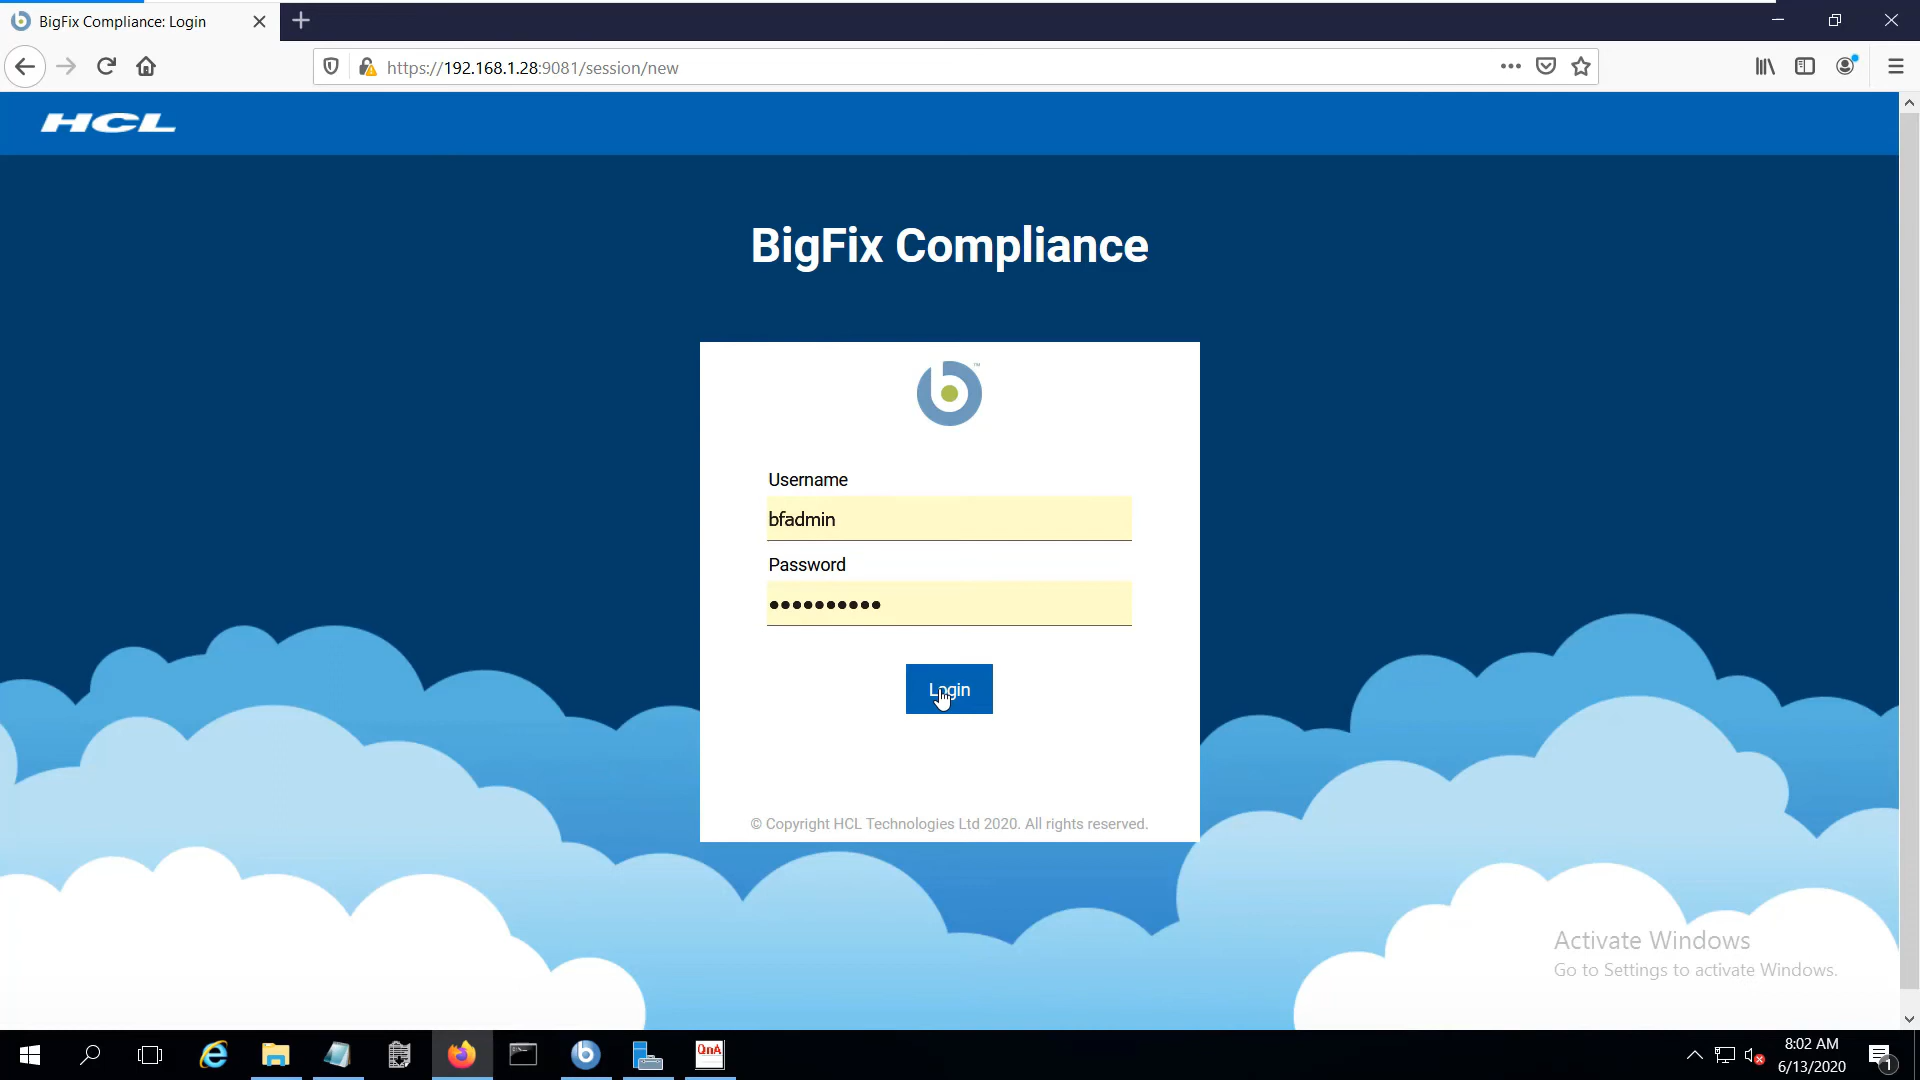 BigFix Compliance: Login
https://192.168.1.28:9081/session/new
HCL
BigFix Compliance
b
TM
Username
bfadmin
Password
Login
© Copyright HCL Technologies Ltd 2020. All rights reserved.
Activate Windows
Go to Settings to activate Windows.
QnA
8:02 AM
6/13/2020
1